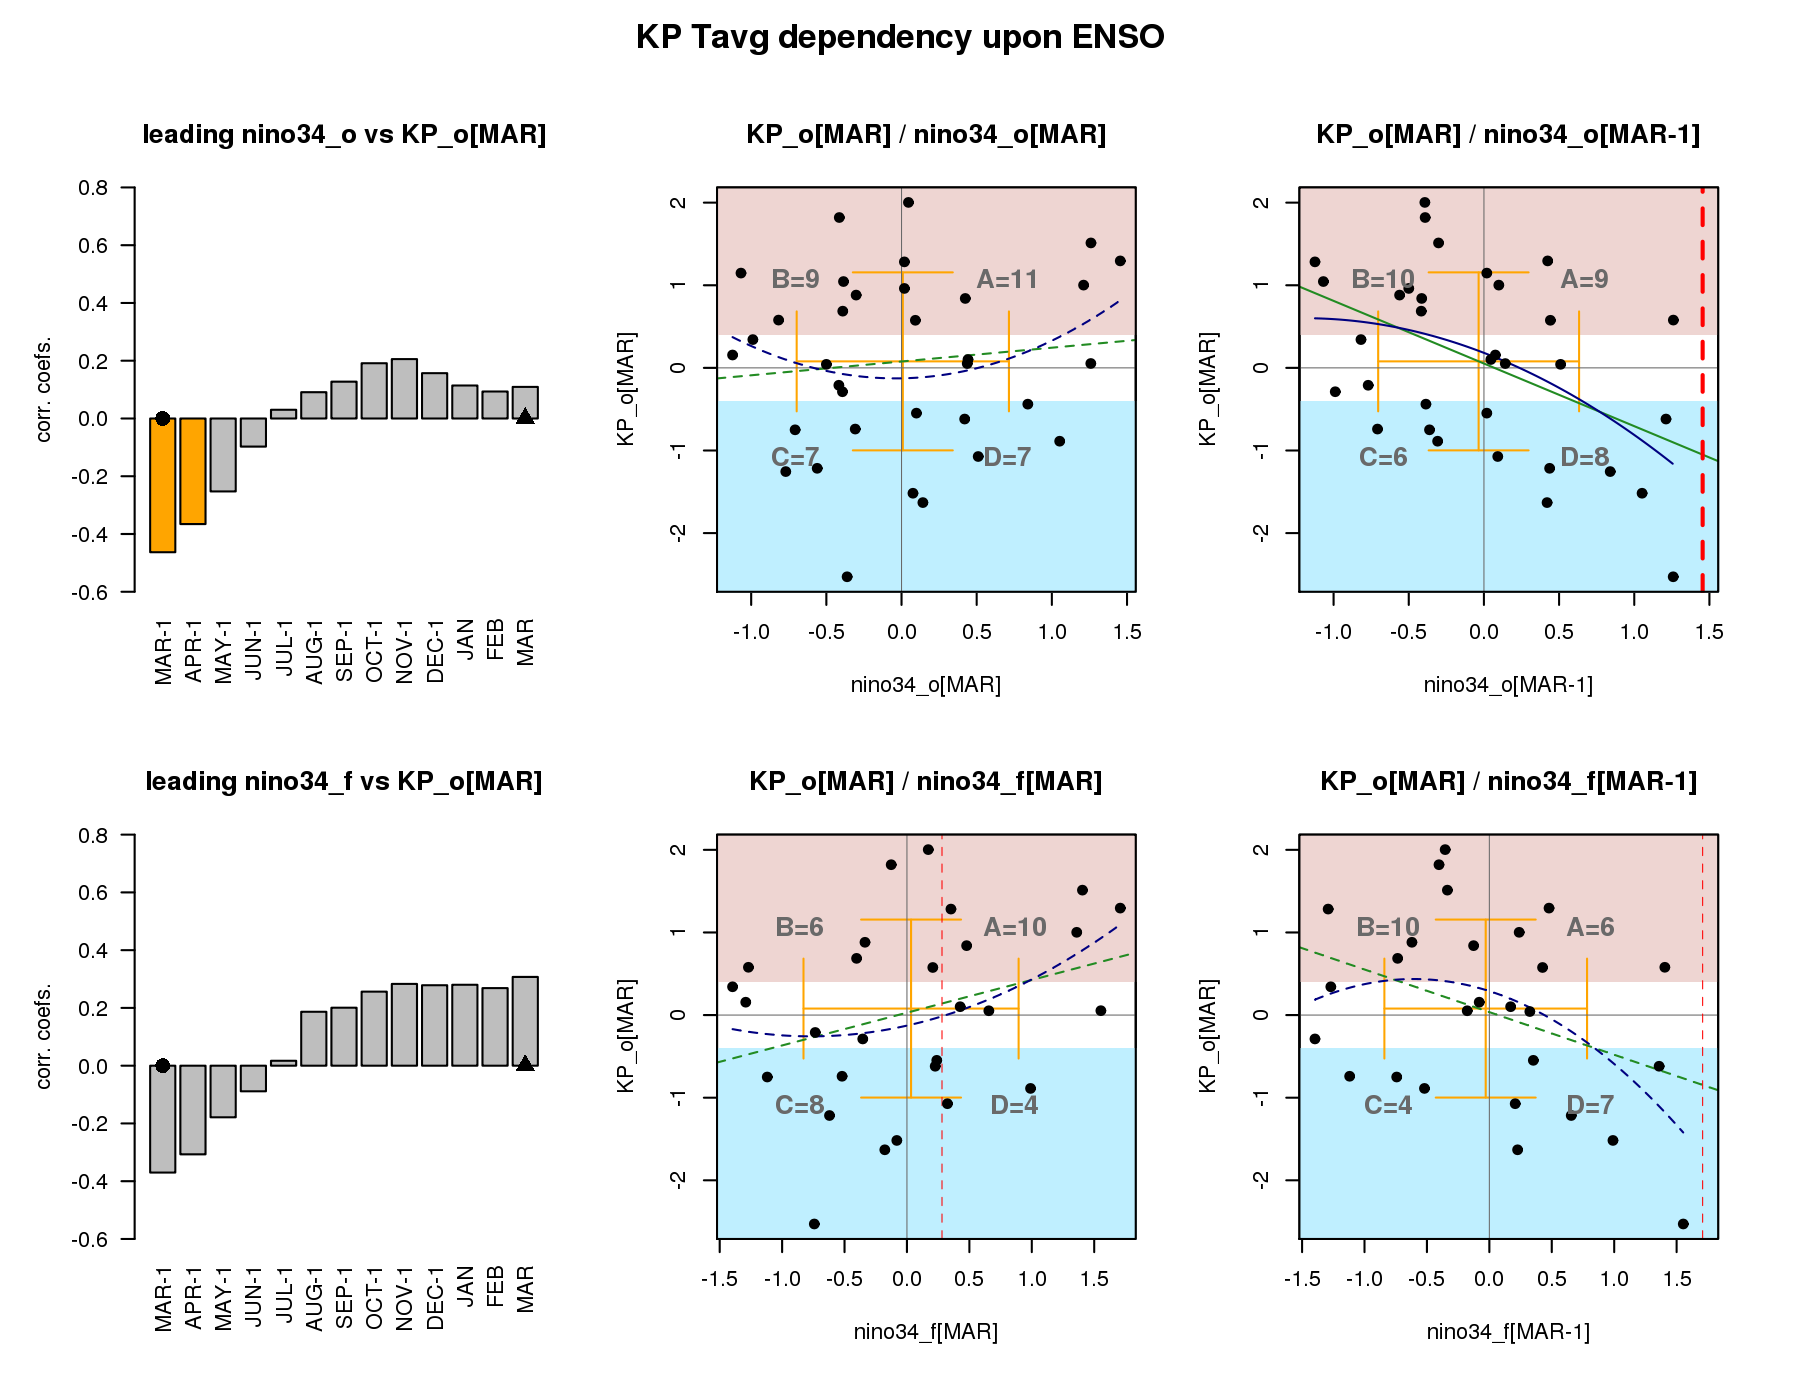 KP Tavg dependency upon ENSO
leading nino34_o vs KP_o[MAR]
corr. coefs.
0.8
0.6
0.4
0.2
0.0
-0.2
-0.4
-0.6
MAR-1
APR-1
MAY-1
JUN-1
JUL-1
AUG-1
SEP-1
OCT-1
NOV-1
DEC-1
JAN
FEB
MAR
KP_o[MAR] / nino34_o[MAR]
KP_o[MAR]
2
1
0
-1
-2
B=9
A=11
C=7
D=7
-1.0 -0.5 0.0 0.5 1.0 1.5
nino34_o[MAR]
KP_o[MAR] / nino34_o[MAR-1]
KP_o[MAR]
2
1
0
-1
-2
B=10
A=9
C=6
D=8
-1.0 -0.5 0.0 0.5 1.0 1.5
nino34_o[MAR-1]
leading nino34_f vs KP_o[MAR]
corr. coefs.
0.8
0.6
0.4
0.2
0.0
-0.2
-0.4
-0.6
MAR-1
APR-1
MAY-1
JUN-1
JUL-1
AUG-1
SEP-1
OCT-1
NOV-1
DEC-1
JAN
FEB
MAR
KP_o[MAR] / nino34_f[MAR]
KP_o[MAR]
2
1
0
-1
-2
B=6
A=10
C=8
D=4
-1.5 -1.0 -0.5 0.0 0.5 1.0 1.5
nino34_f[MAR]
KP_o[MAR] / nino34_f[MAR-1]
KP_o[MAR]
2
1
0
-1
-2
B=10
A=6
C=4
D=7
-1.5 -1.0 -0.5 0.0 0.5 1.0 1.5
nino34_f[MAR-1]